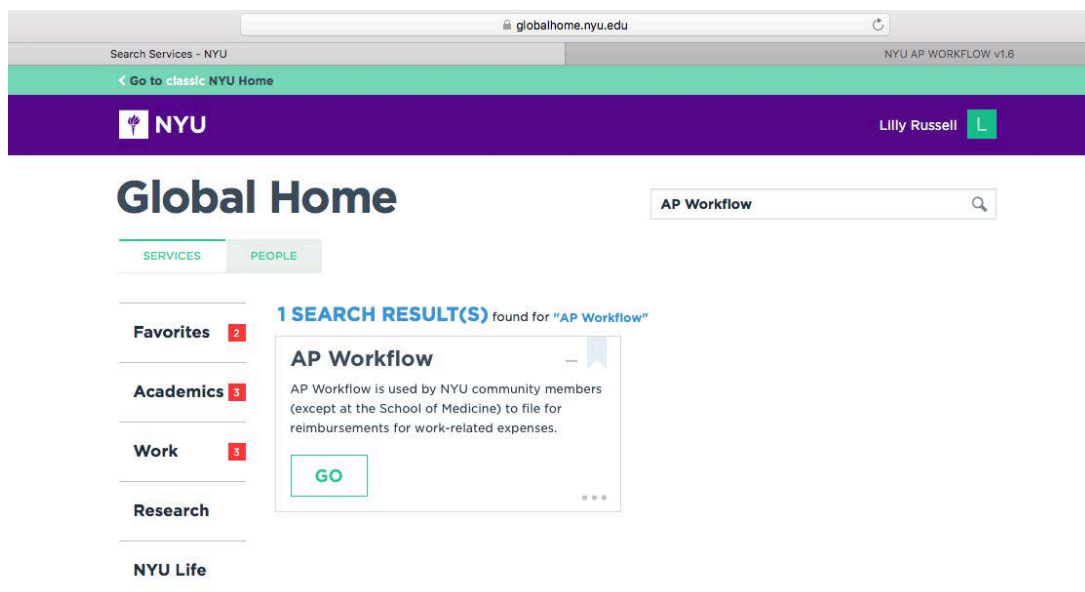 globalhome.nyu.edu
Search Services - NYU
NYU AP WORKFLOW v1.6
< Go to classic NYU Home
NYU
Lilly Russell L
Global Home
AP Workflow
SERVICES PEOPLE
1 SEARCH RESULT(S) found for "AP Workflow"
Favorites 2
AP Workflow
AP Workflow is used by NYU community members
(except at the School of Medicine) to file for
reimbursements for work-related expenses.
Academics 3
Work 3
GO
Research
NYU Life